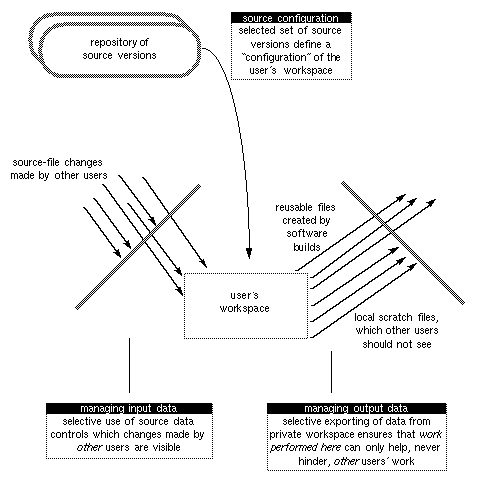 repository of
source versions
source configuration
selected set of source
versions define a
"configuration" of the
user's workspace
source-file changes
made by other users
reusable files
created by
software
builds
user's
workspace
local scratch files,
which other users
should not see
managing input data
selective use of source data
controls which changes made by
other users are visible
managing output data
selective exporting of data from
private workspace ensures that work
performed here can only help, never
hinder, other users' work